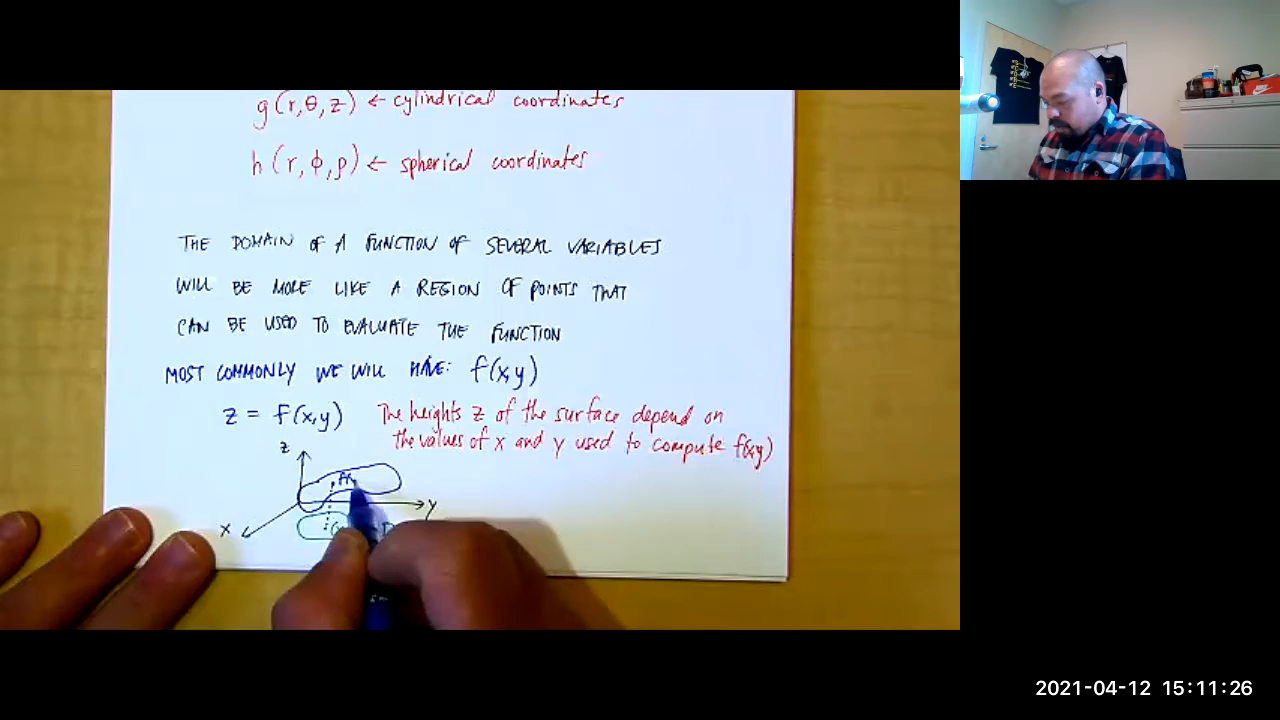 g(r,θ,z) ← cylindrical coordinates
h(r,φ,ρ) ← spherical coordinates
THE DOMAIN OF A FUNCTION OF SEVERAL VARIABLES
WILL BE MORE LIKE A REGION OF POINTS THAT
CAN BE USED TO EVALUATE THE FUNCTION
MOST COMMONLY WE WILL HAVE: f(x,y)
z = f(x,y) The heights z of the surface depend on
the values of x and y used to compute f(x,y)
z
y
x
2021-04-12 15:11:26